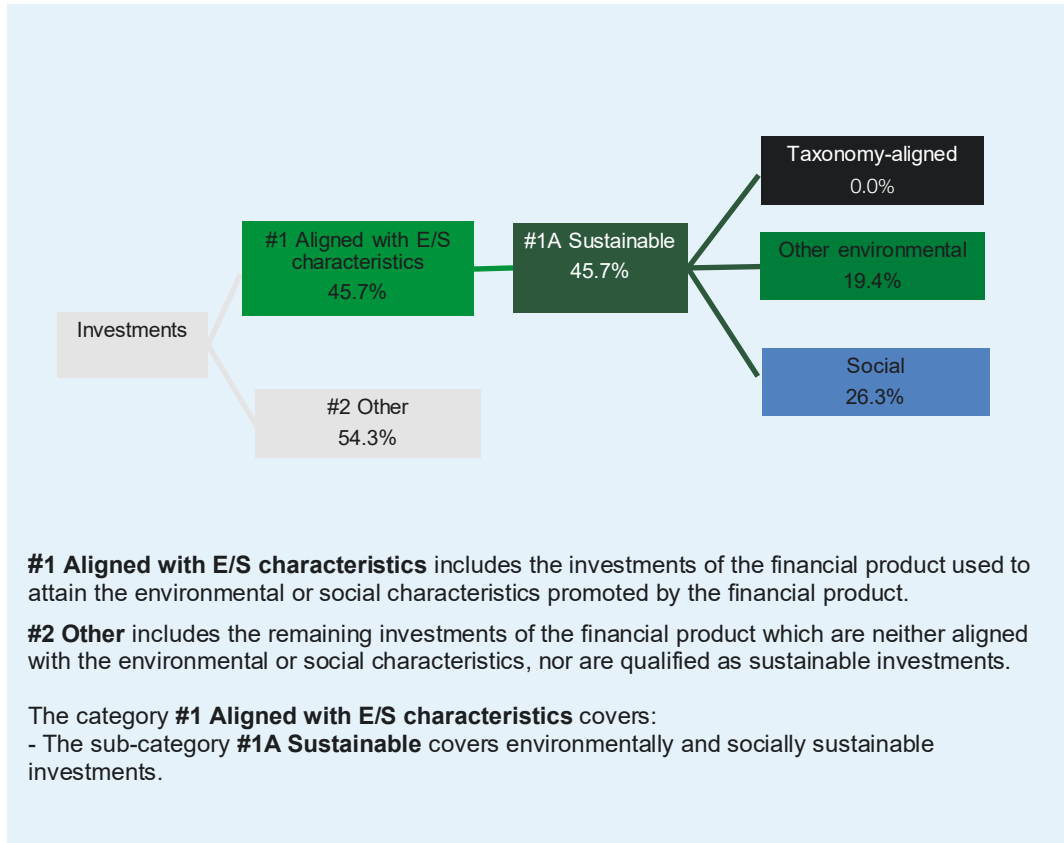 Taxonomy-aligned
0.0%
#1 Aligned with E/S
characteristics
45.7%
#1A Sustainable
45.7%
Other environmental
19.4%
Investments
Social
26.3%
#2 Other
54.3%
#1 Aligned with E/S characteristics includes the investments of the financial product used to
attain the environmental or social characteristics promoted by the financial product.
#2 Other includes the remaining investments of the financial product which are neither aligned
with the environmental or social characteristics, nor are qualified as sustainable investments.
The category #1 Aligned with E/S characteristics covers:
- The sub-category #1A Sustainable covers environmentally and socially sustainable
investments.